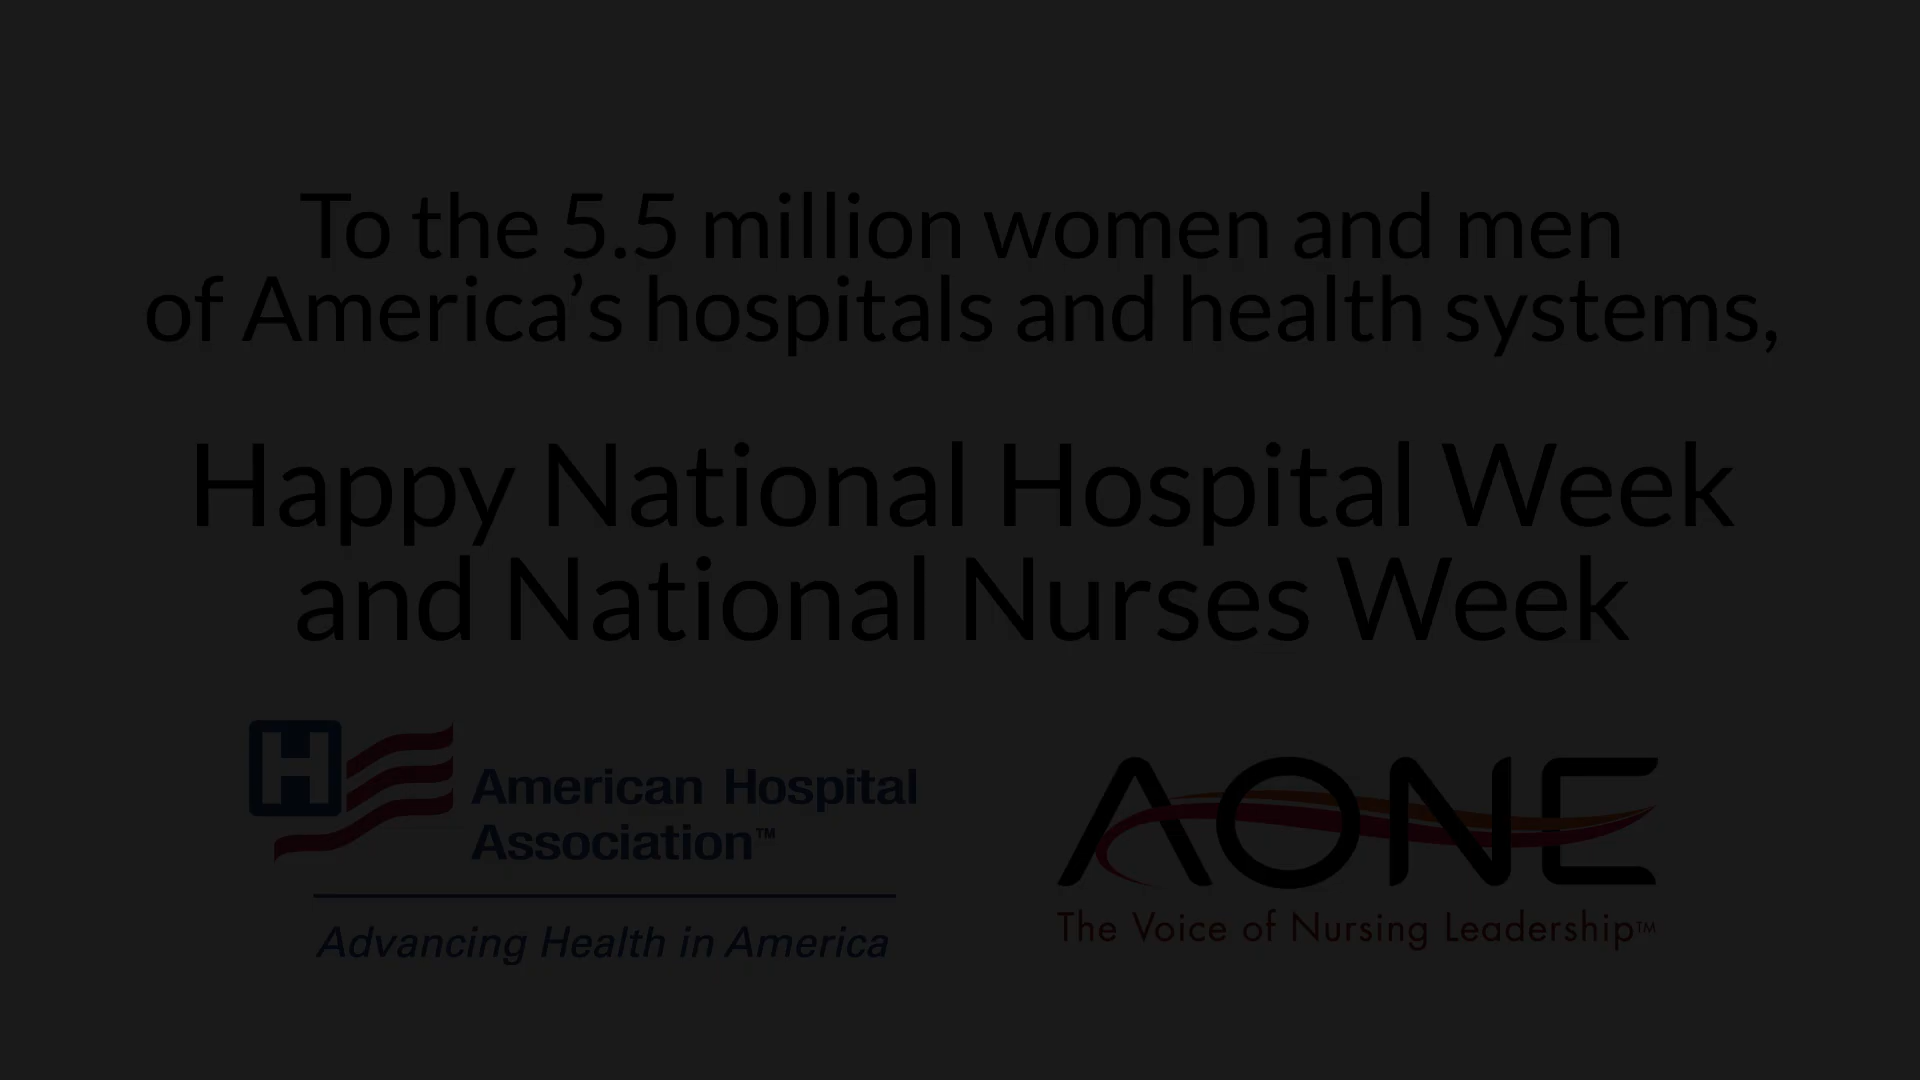 To the 5.5 million women and men
of America’s hospitals and health systems,
Happy National Hospital Week
and National Nurses Week
H American Hospital
Association™
Advancing Health in America
AONE
The Voice of Nursing Leadership™